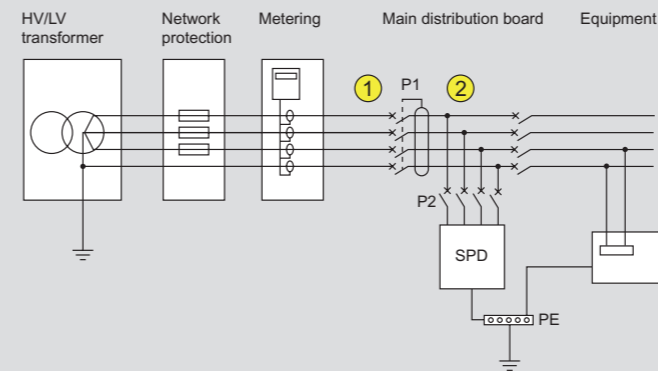 HV/LV
transformer
Network
protection
Metering
Main distribution board
Equipment
1
P1
2
P2
SPD
PE